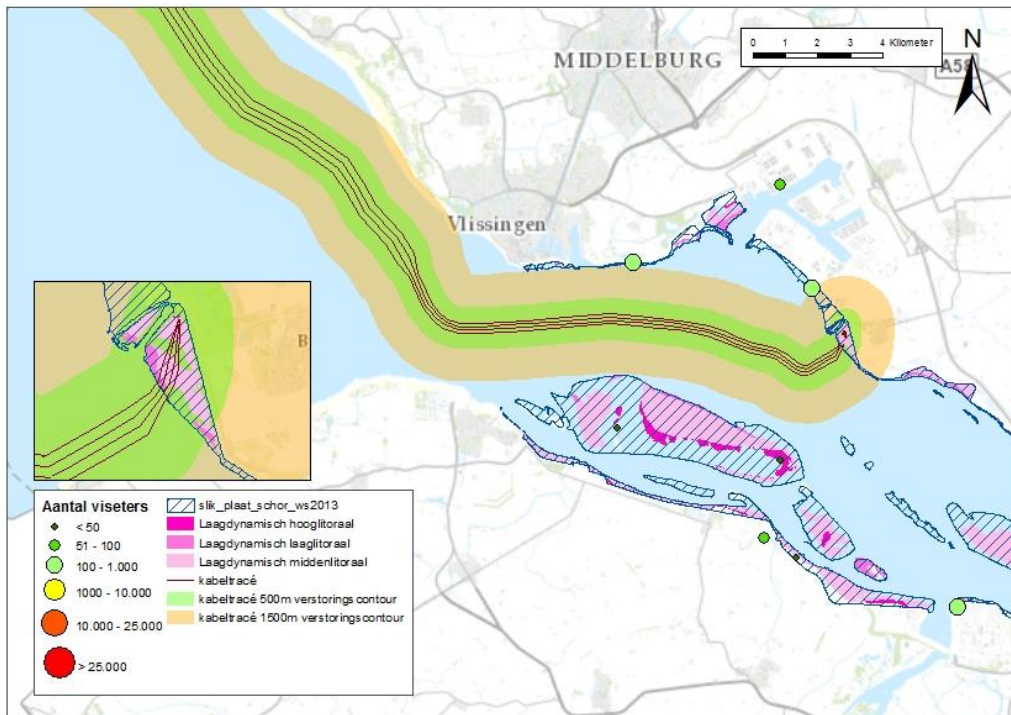 MIDDELBURG
0 1 2 3 4 Kilometer
N
A58
Vlissingen
B
Aantal viseters
< 50
51 - 100
100 - 1.000
1000 - 10.000
10.000 - 25.000
> 25.000
slik_plaat_schor_ws2013
Laagdynamisch hooglitoraal
Laagdynamisch laaglitoraal
Laagdynamisch middenlitoraal
kabeltracé
kabeltracé 500m verstorings contour
kabeltracé 1500m verstorings contour